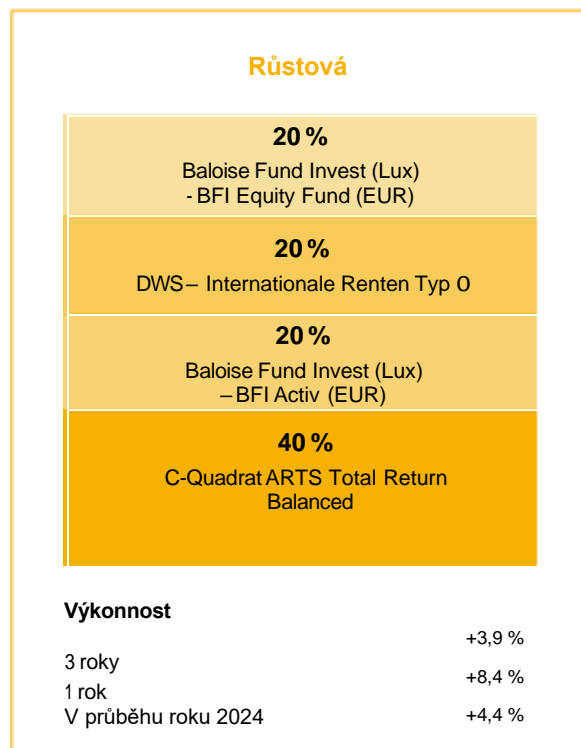 Růstová
20 %
Baloise Fund Invest (Lux)
- BFI Equity Fund (EUR)
20 %
DWS – Internationale Renten Typ O
20 %
Baloise Fund Invest (Lux)
– BFI Activ (EUR)
40 %
C-Quadrat ARTS Total Return
Balanced
Výkonnost
+3,9 %
3 roky
+8,4 %
1 rok
V průběhu roku 2024 +4,4 %